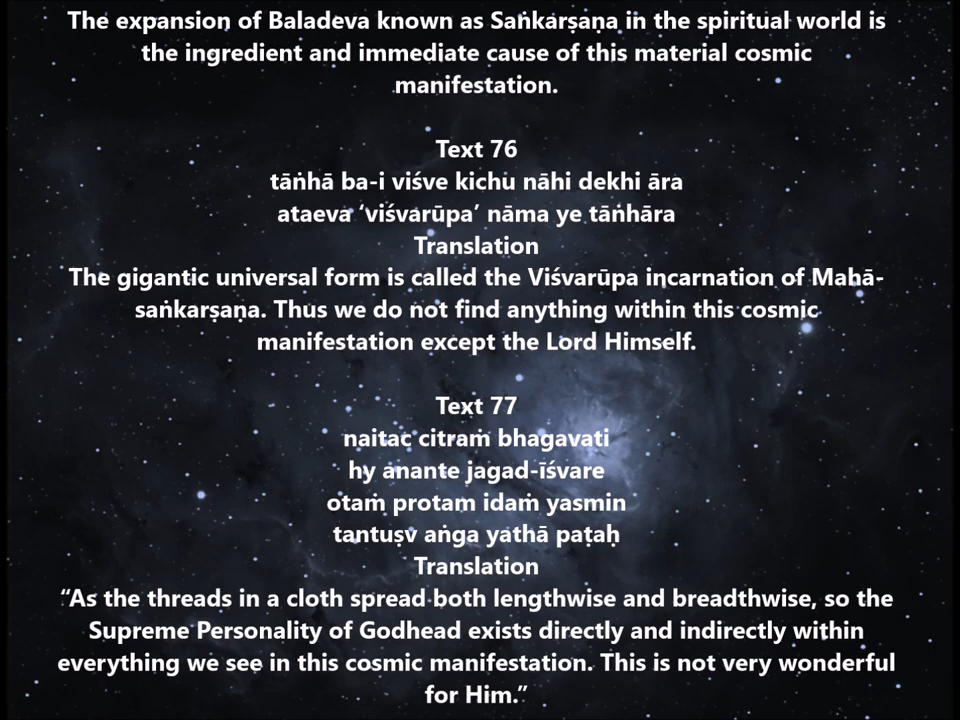 The expansion of Baladeva known as Saṅkarṣaṇa in the spiritual world is
the ingredient and immediate cause of this material cosmic
manifestation.
Text 76
tāṅhā ba-i viśve kichu nāhi dekhi āra
ataeva ‘viśvarūpa’ nāma ye tāṅhāra
Translation
The gigantic universal form is called the Viśvarūpa incarnation of Mahā-
saṅkarṣaṇa. Thus we do not find anything within this cosmic
manifestation except the Lord Himself.
Text 77
naitac citraṁ bhagavati
hy anante jagad-īśvare
otaṁ protam idaṁ yasmin
tantuṣv aṅga yathā paṭaḥ
Translation
“As the threads in a cloth spread both lengthwise and breadthwise, so the
Supreme Personality of Godhead exists directly and indirectly within
everything we see in this cosmic manifestation. This is not very wonderful
for Him.”